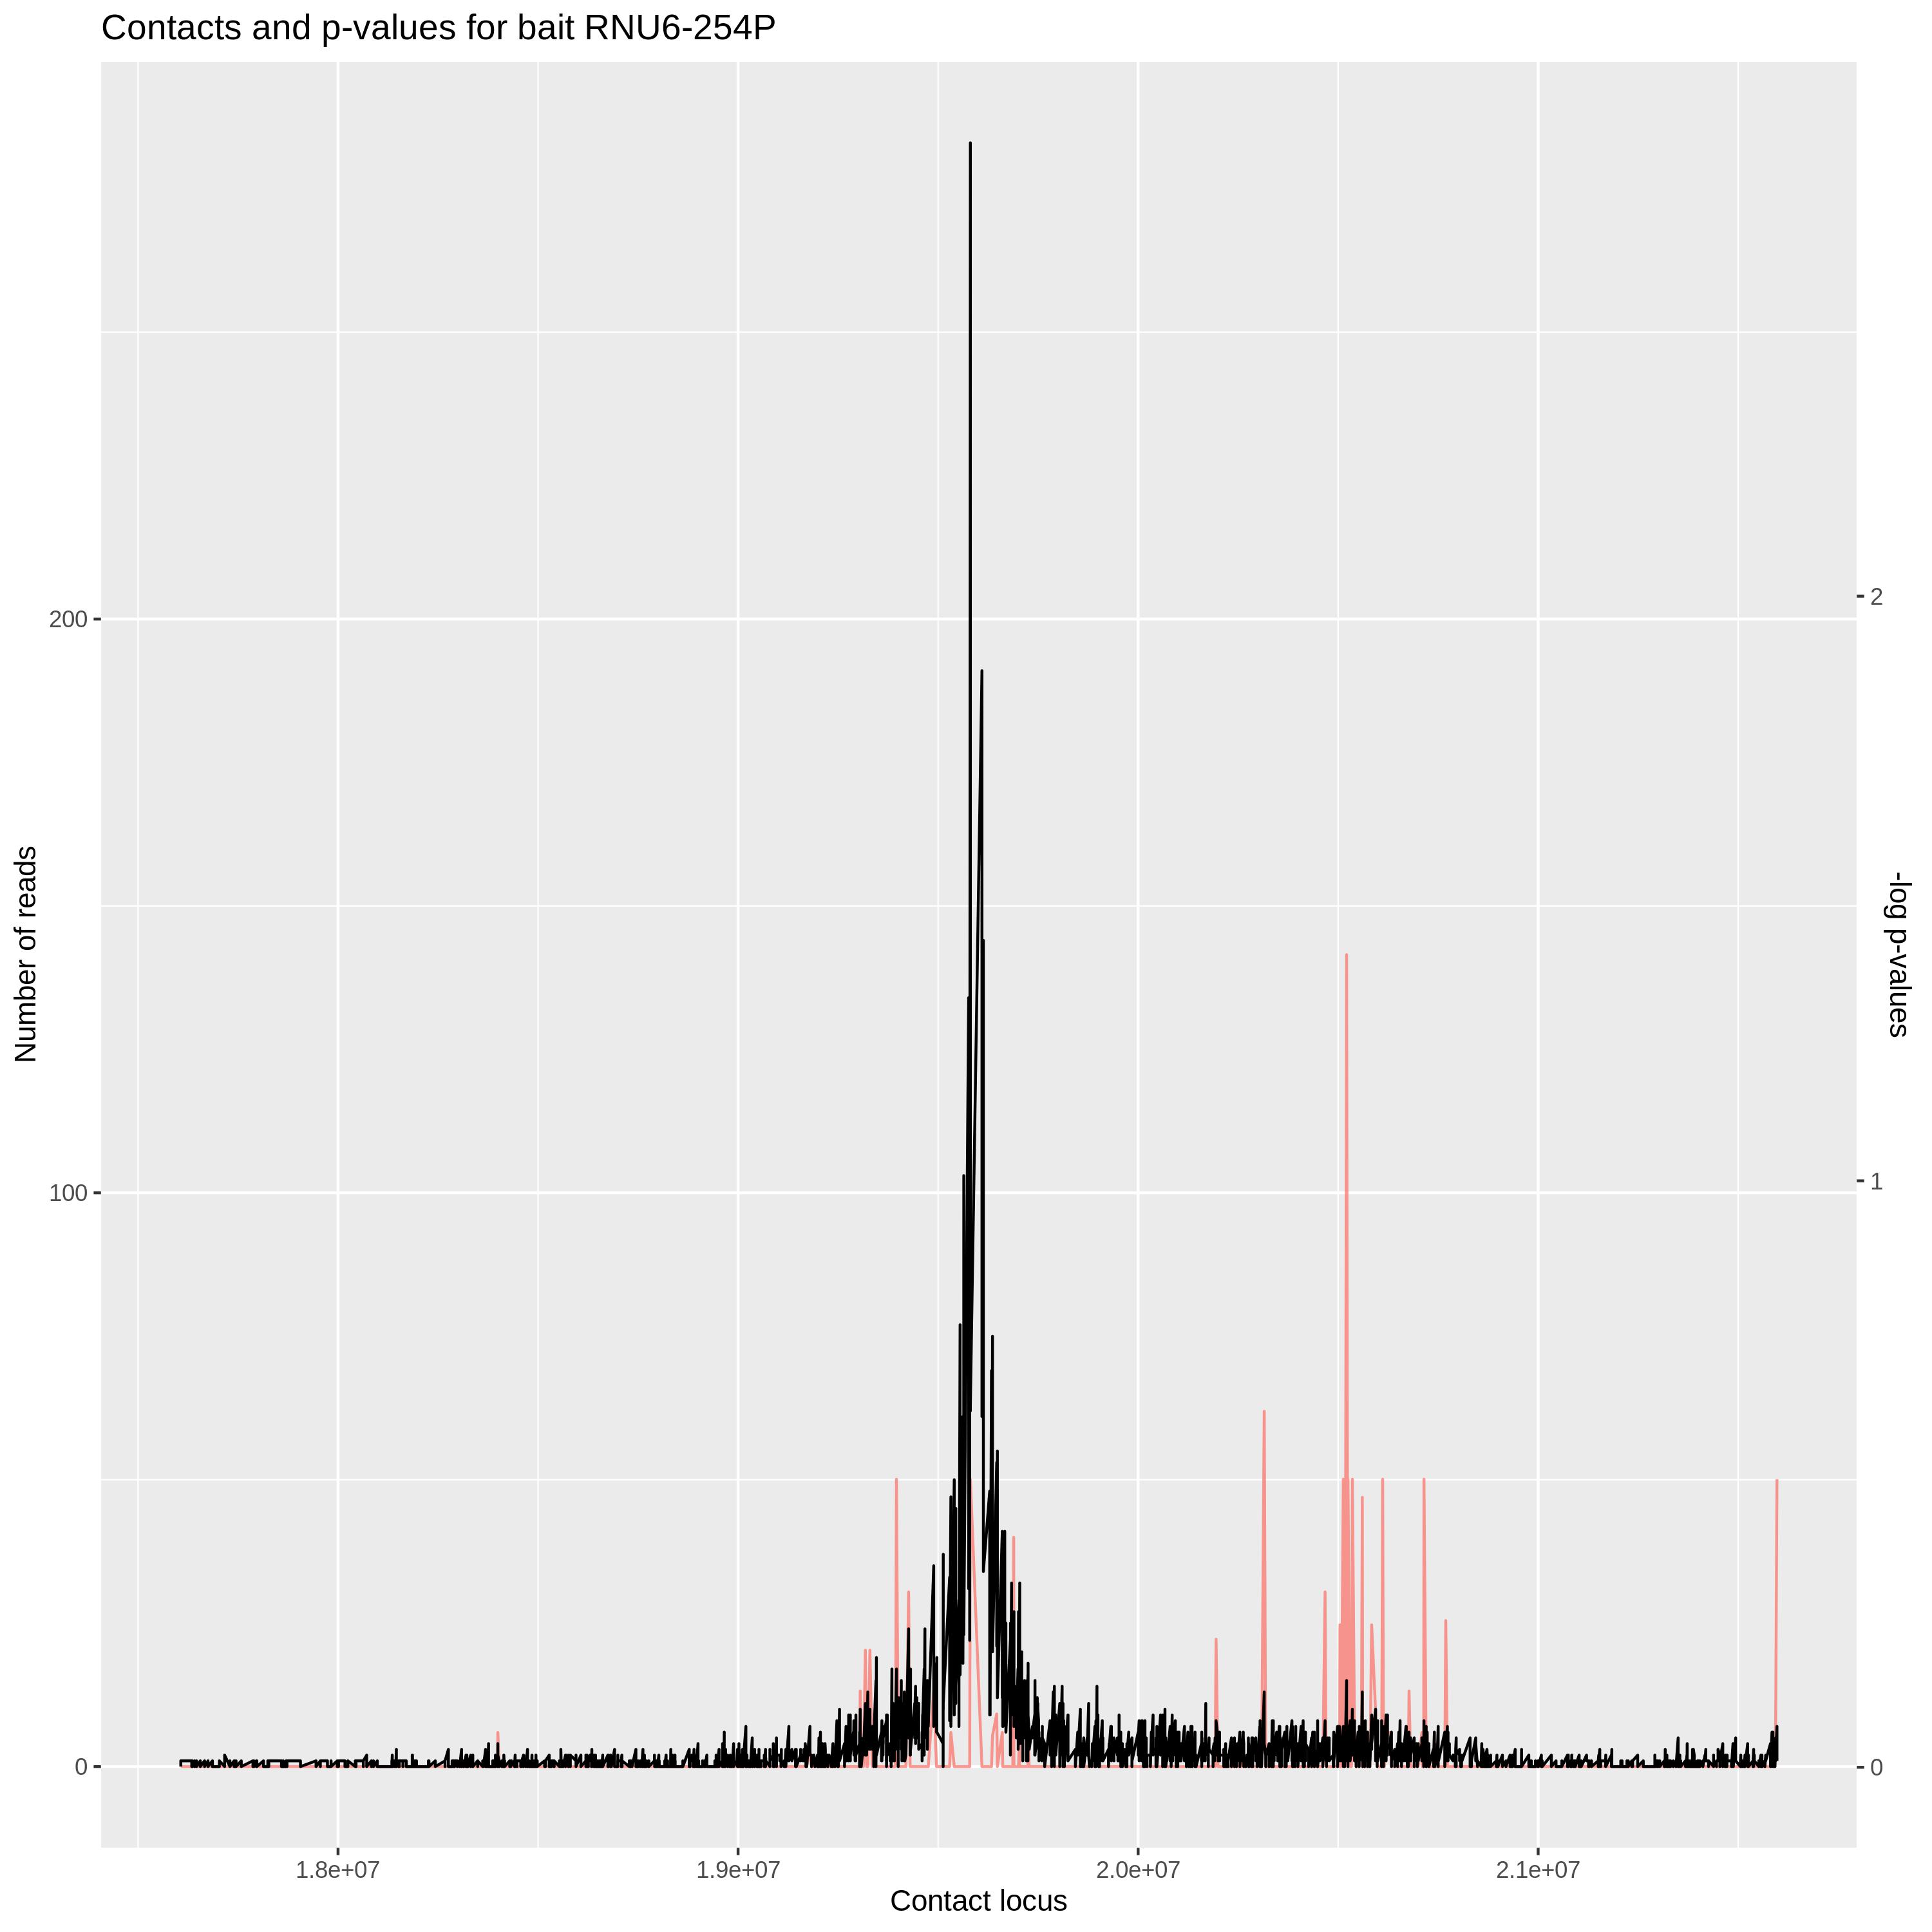 Contacts and p-values for bait RNU6-254P
Number of reads
200
100
0
2
1
0
-log p-values
1.8e+07
1.9e+07
2.0e+07
2.1e+07
Contact locus